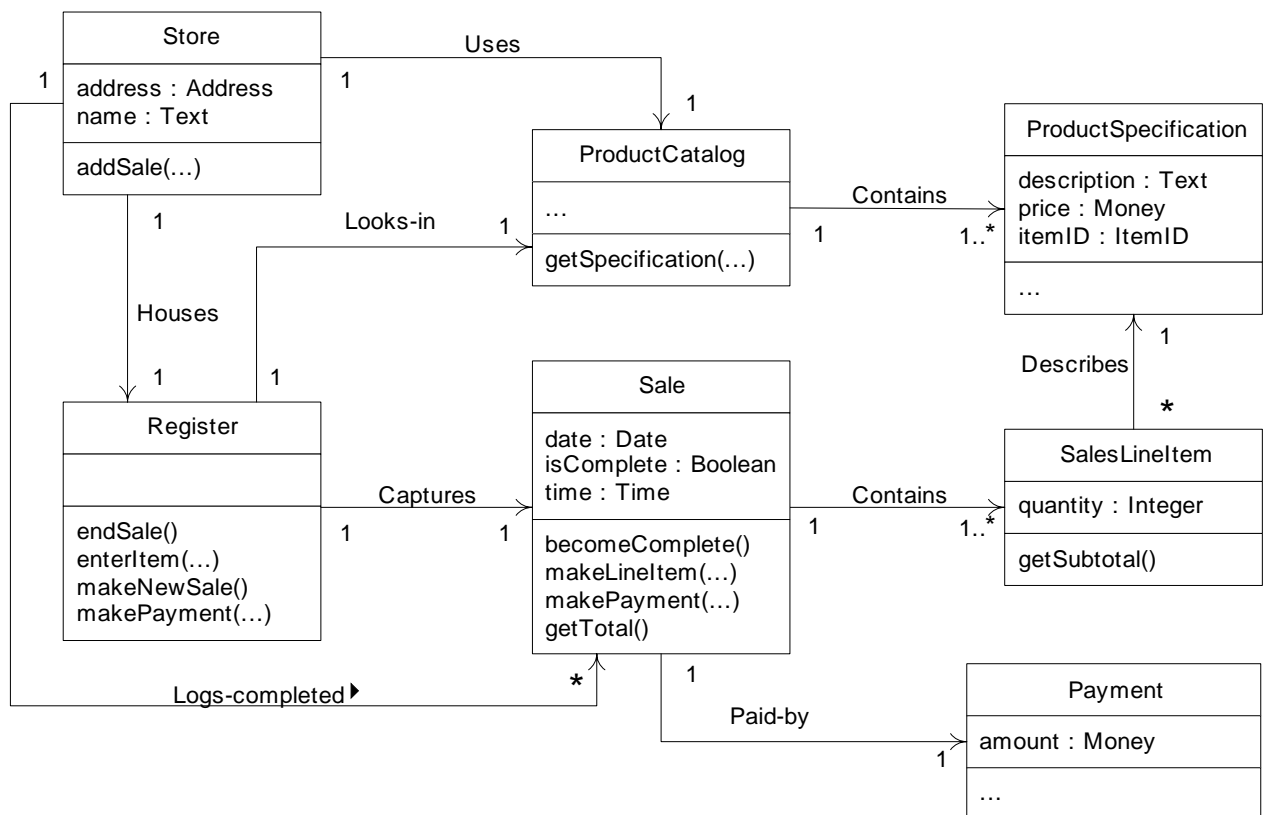 Store
address : Address
name : Text
addSale(...)
1
Uses
1
1
ProductCatalog
...
getSpecification(...)
Contains
1
1..*
ProductSpecification
description : Text
price : Money
itemID : ItemID
...
1
Houses
1
Looks-in
1
1
Register
endSale()
enterItem(...)
makeNewSale()
makePayment(...)
Captures
1
1
Sale
date : Date
isComplete : Boolean
time : Time
becomeComplete()
makeLineItem(...)
makePayment(...)
getTotal()
Contains
1
1..*
1
Describes
*
SalesLineItem
quantity : Integer
getSubtotal()
Logs-completed
*
1
Paid-by
1
Payment
amount : Money
...